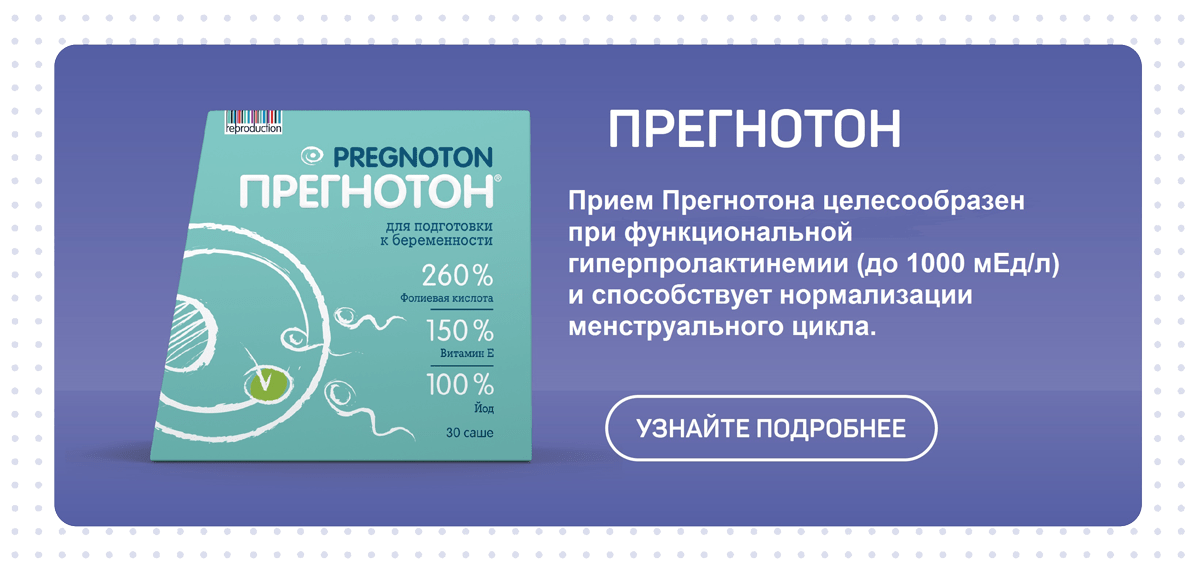 reproduction
PREGNOTON
ПРЕГНОТОН®
для подготовки
к беременности
260%
Фолиевая кислота
150%
Витамин Е
100%
Йод
30 саше
ПРЕГНОТОН
Прием Прегнотона целесообразен
при функциональной
гиперпролактинемии (до 1000 мЕд/л)
и способствует нормализации
менструального цикла.
УЗНАЙТЕ ПОДРОБНЕЕ